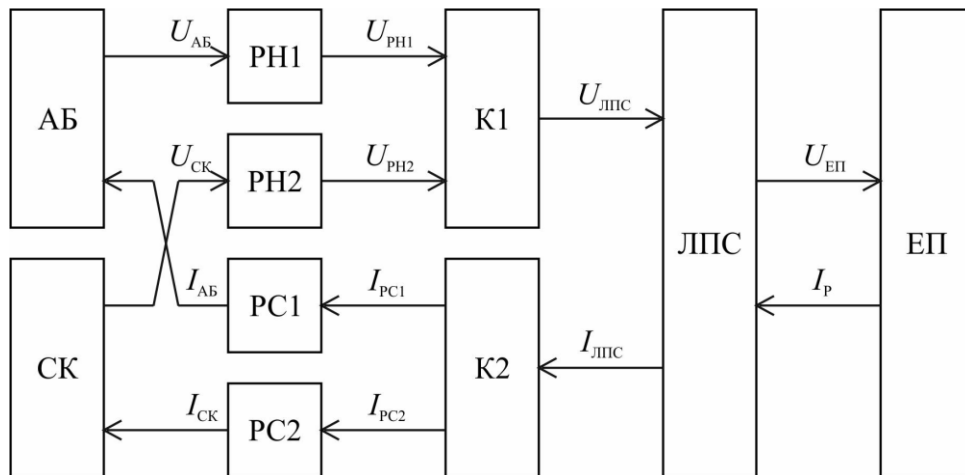 U_АБ
РН1
U_РН1
АБ
К1
U_ЛПС
U_СК
РН2
U_РН2
U_ЕП
ЛПС
ЕП
I_АБ
РС1
I_РС1
I_Р
СК
К2
I_ЛПС
I_СК
РС2
I_РС2